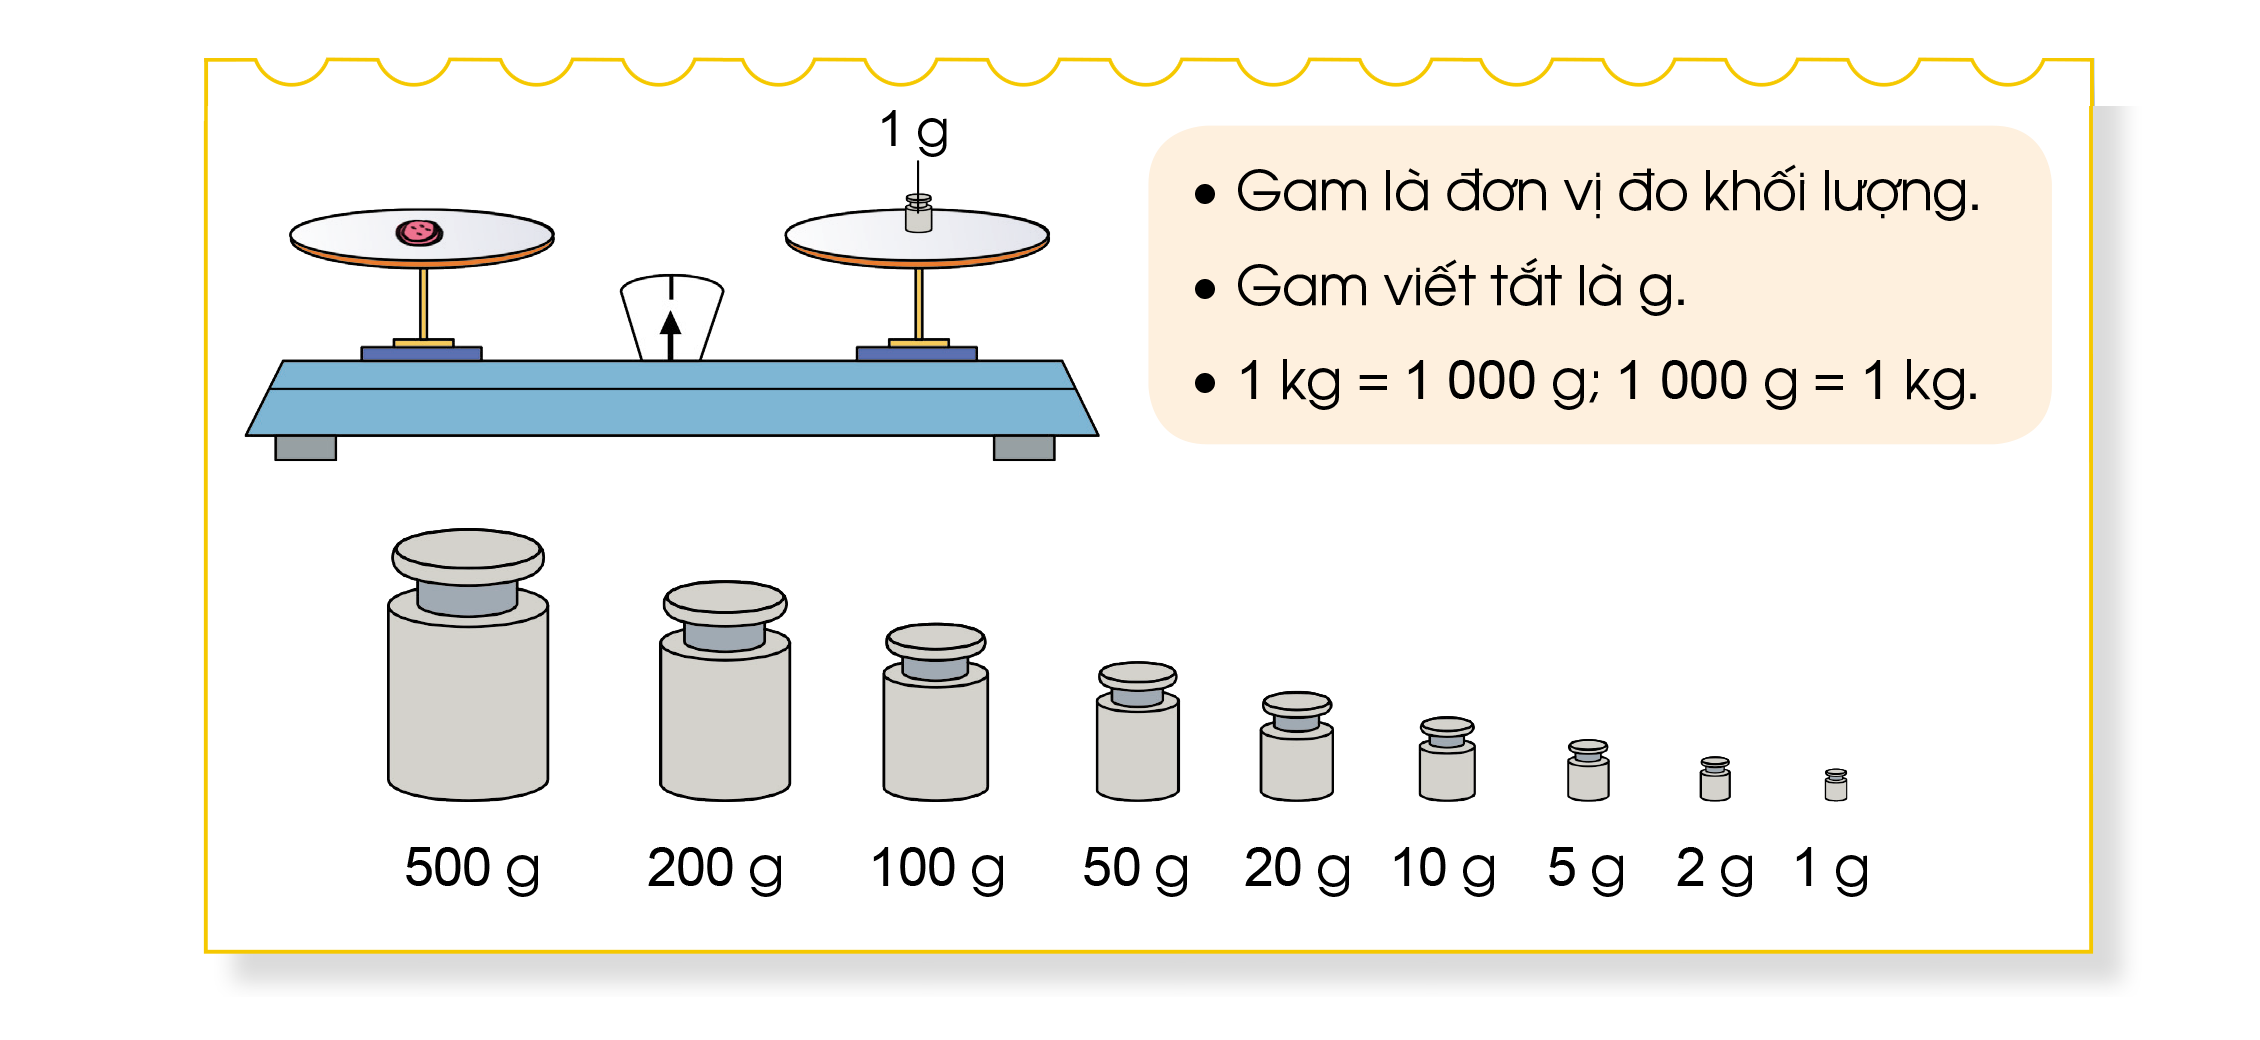 1 g
• Gam là đơn vị đo khối lượng.
• Gam viết tắt là g.
• 1 kg = 1 000 g; 1 000 g = 1 kg.
500 g 200 g 100 g 50 g 20 g 10 g 5 g 2 g 1 g